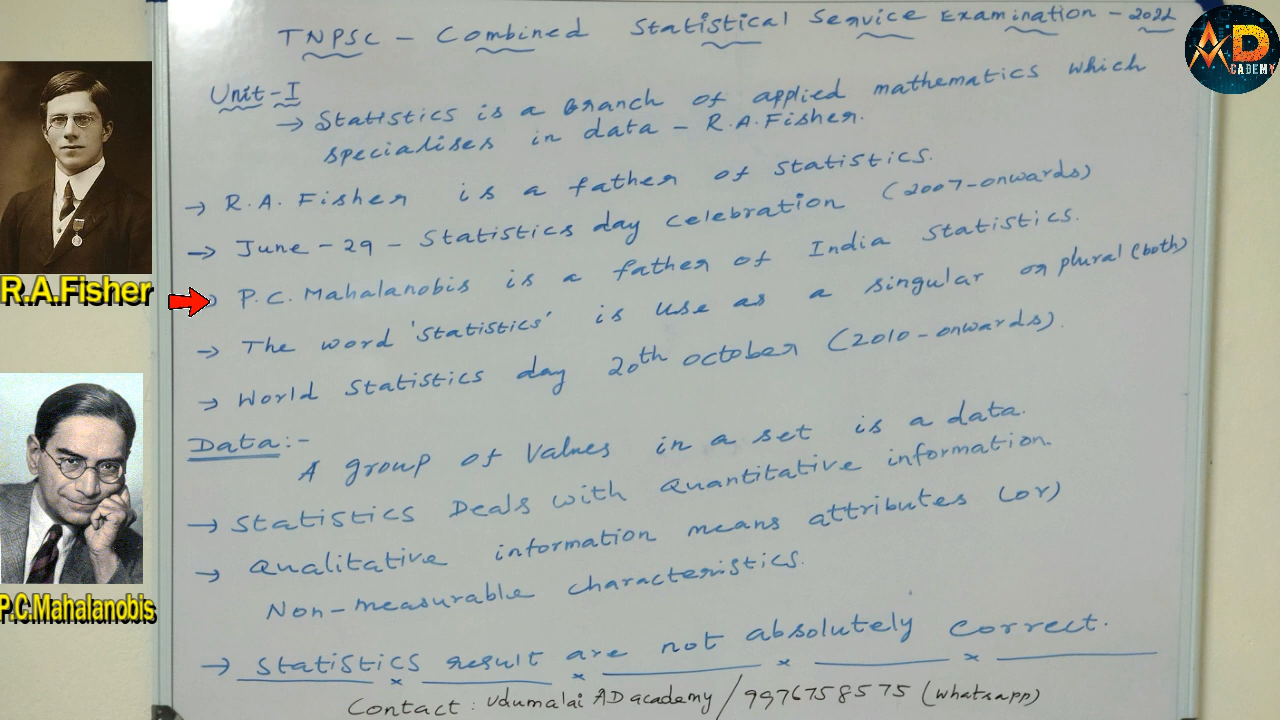 TNPSC - Combined Statistical Service Examination - 2022
AD
ACADEMY
Unit-I
→ Statistics is a Branch of applied mathematics which
specialises in data - R.A.Fisher.
→ R.A. Fisher is a father of statistics.
→ June - 29 - Statistics day celebration (2007-onwards)
R.A.Fisher
→ P.C. Mahalanobis is a father of India statistics.
→ The word 'statistics' is use as a singular or plural (both)
→ World Statistics day 20th october (2010-onwards).
Data:-
A group of values in a set is a data.
→ Statistics Deals with Quantitative information.
→ Qualitative information means attributes (or)
Non-measurable characteristics.
P.C.Mahalanobis
→ statistics result are not absolutely correct.
Contact : Udumalai AD academy / 9976758575 (whatsapp)